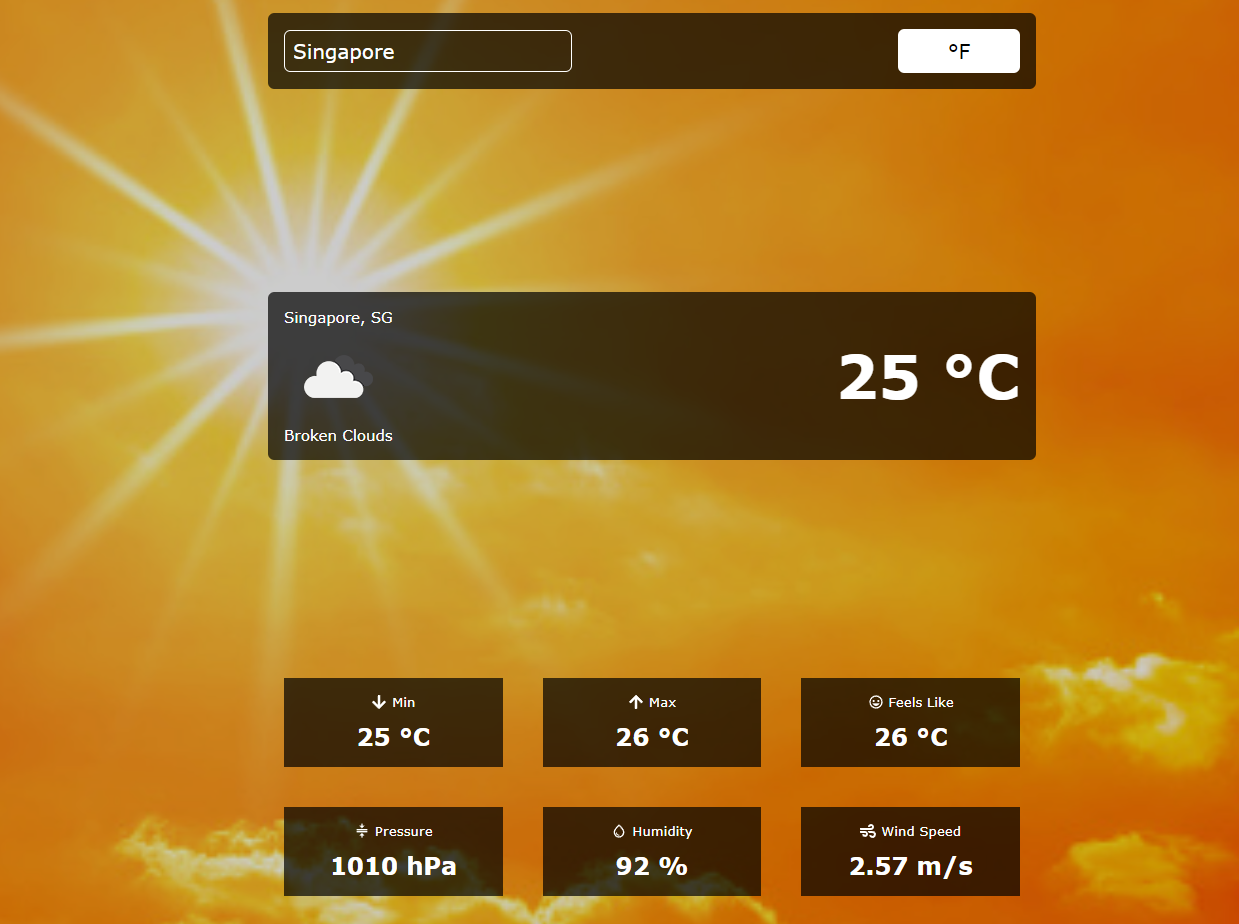 Singapore
°F
Singapore, SG
25 °C
Broken Clouds
Min
25 °C
Max
26 °C
Feels Like
26 °C
Pressure
1010 hPa
Humidity
92 %
Wind Speed
2.57 m/s